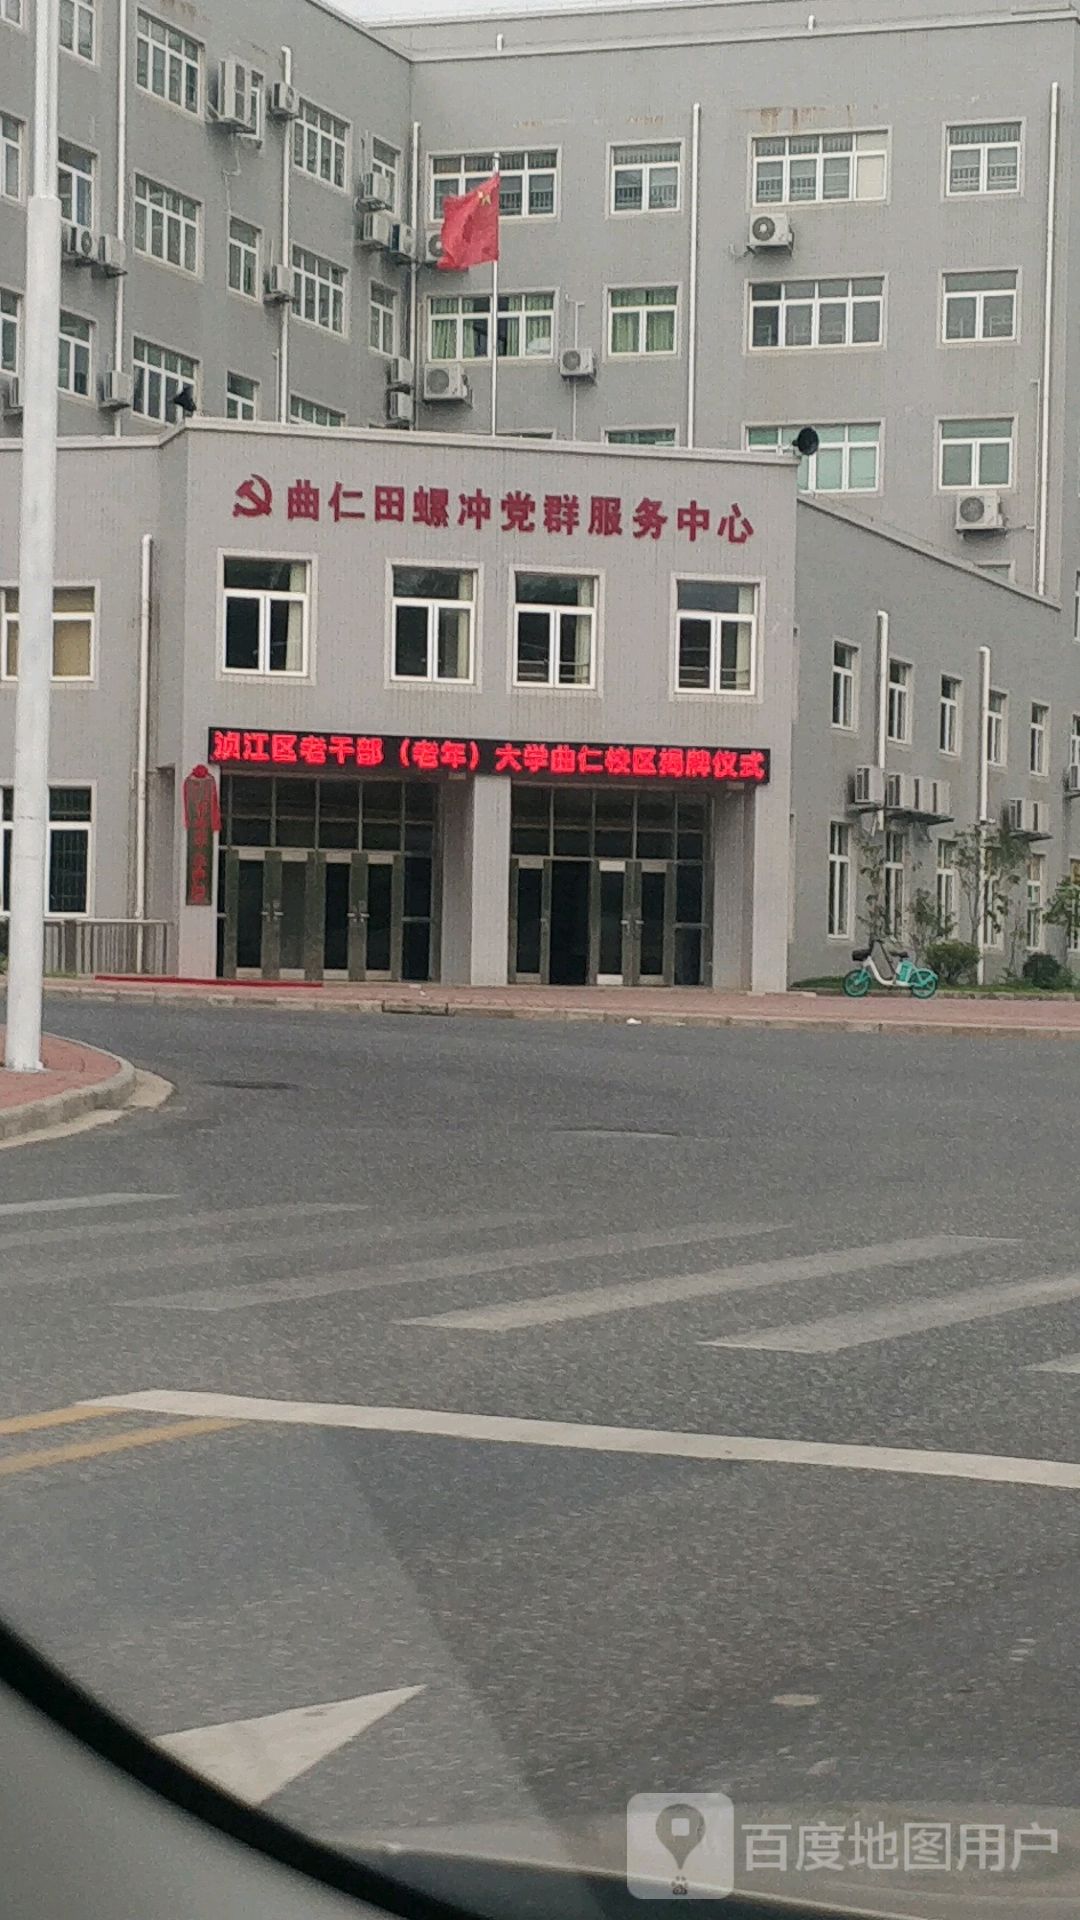 曲仁田螺冲党群服务中心
浈江区老干部（老年）大学曲仁校区揭牌仪式
百度地图用户